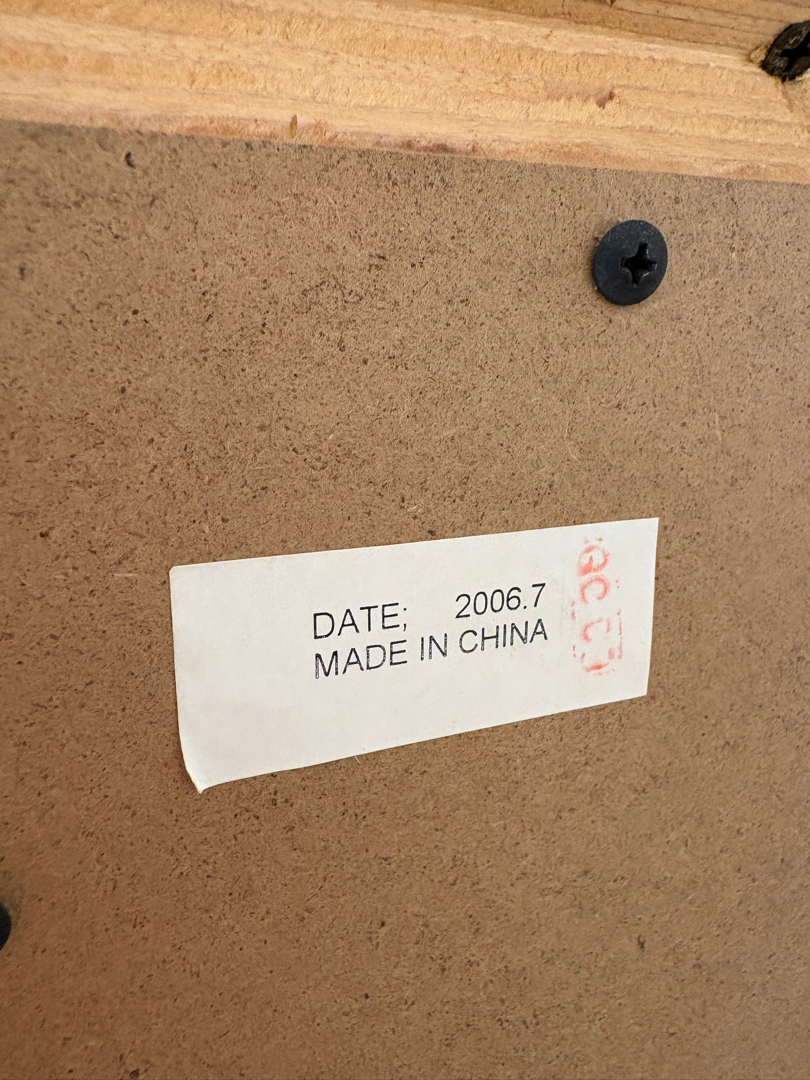 DATE; 2006.7
MADE IN CHINA